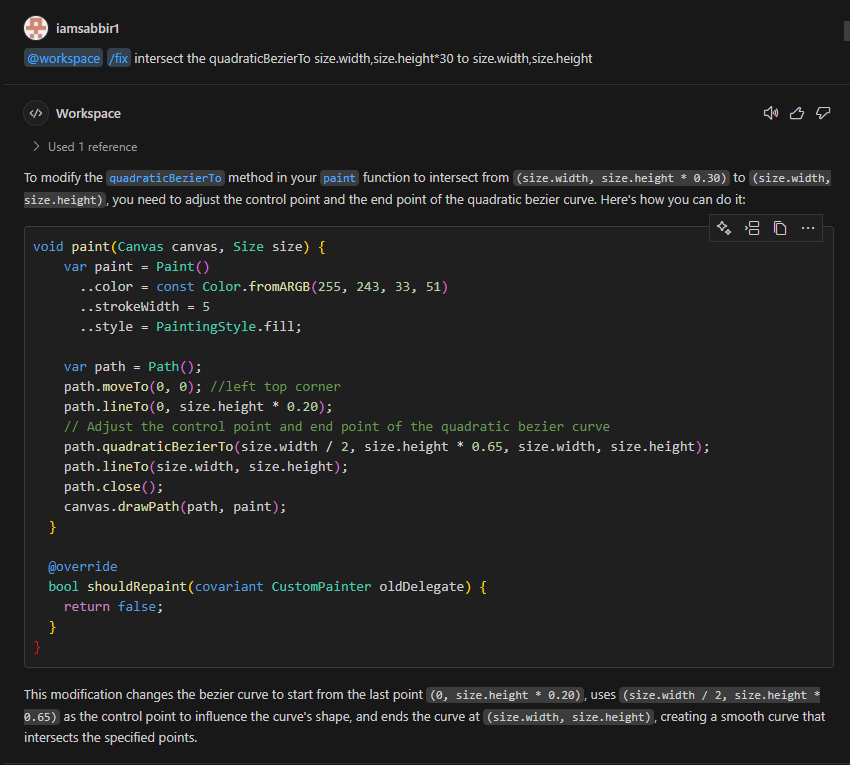 iamsabbir1
@workspace /fix intersect the quadraticBezierTo size.width,size.height*30 to size.width,size.height
Workspace
Used 1 reference
To modify the quadraticBezierTo method in your paint function to intersect from (size.width, size.height * 0.30) to (size.width,
size.height), you need to adjust the control point and the end point of the quadratic bezier curve. Here's how you can do it:
void paint(Canvas canvas, Size size) {
    var paint = Paint()
      ..color = const Color.fromARGB(255, 243, 33, 51)
      ..strokeWidth = 5
      ..style = PaintingStyle.fill;
    var path = Path();
    path.moveTo(0, 0); //left top corner
    path.lineTo(0, size.height * 0.20);
    // Adjust the control point and end point of the quadratic bezier curve
    path.quadraticBezierTo(size.width / 2, size.height * 0.65, size.width, size.height);
    path.lineTo(size.width, size.height);
    path.close();
    canvas.drawPath(path, paint);
  }
  @override
  bool shouldRepaint(covariant CustomPainter oldDelegate) {
    return false;
  }
}
This modification changes the bezier curve to start from the last point (0, size.height * 0.20), uses (size.width / 2, size.height *
0.65) as the control point to influence the curve's shape, and ends the curve at (size.width, size.height), creating a smooth curve that
intersects the specified points.